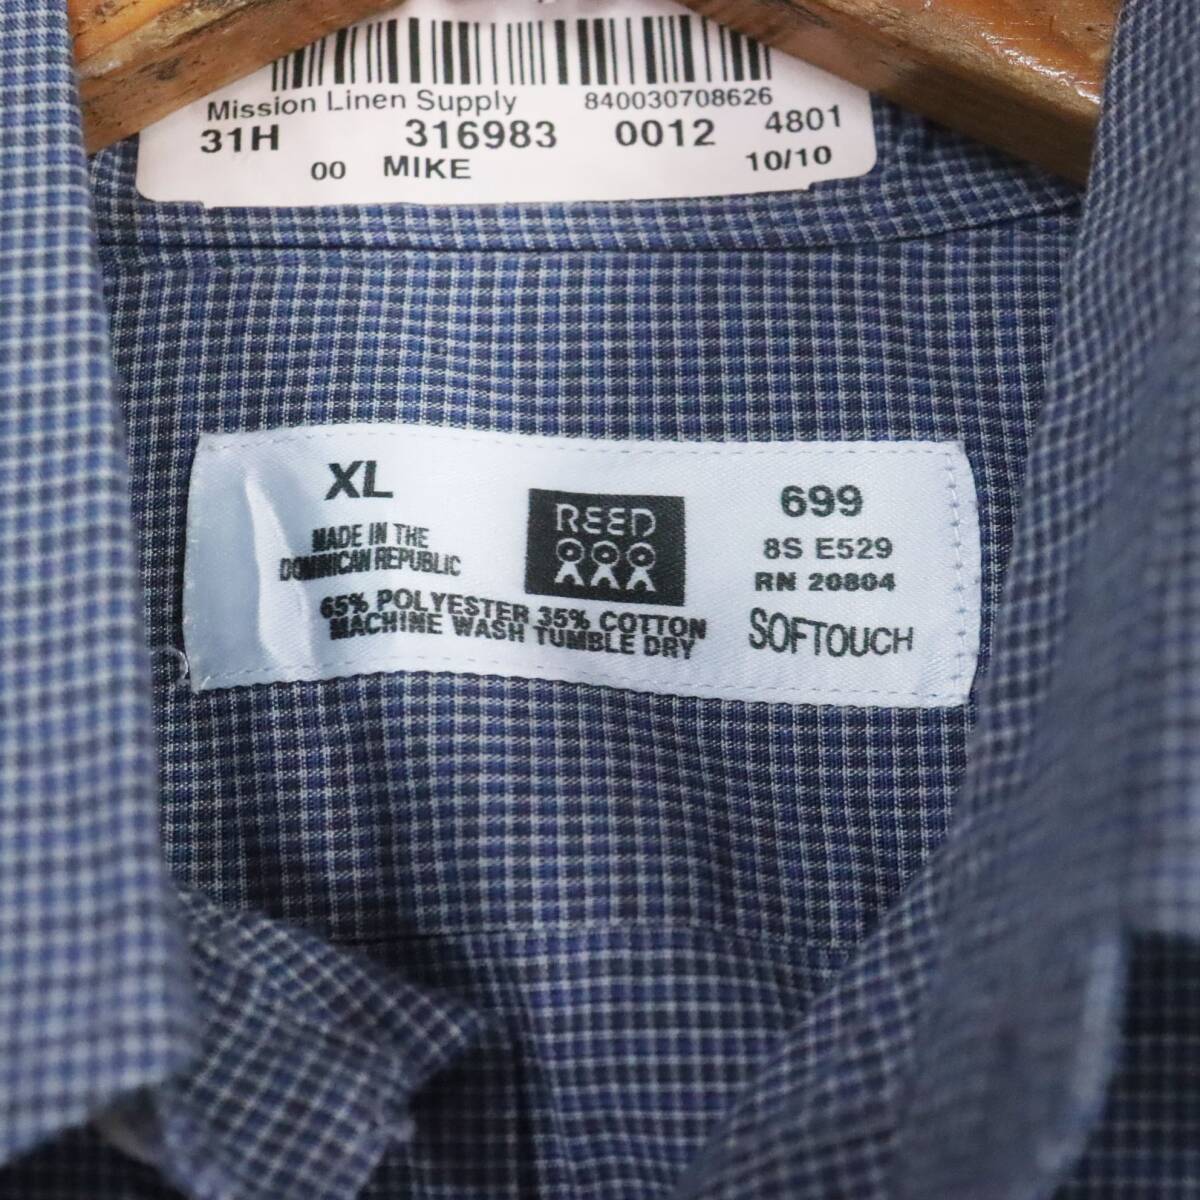 Mission Linen Supply 840030708626
31H 316983 0012 4801
00 MIKE 10/10
XL
MADE IN THE
DOMINICAN REPUBLIC
65% POLYESTER 35% COTTON
MACHINE WASH TUMBLE DRY
REED
699
8S E529
RN 20804
SOFTOUCH